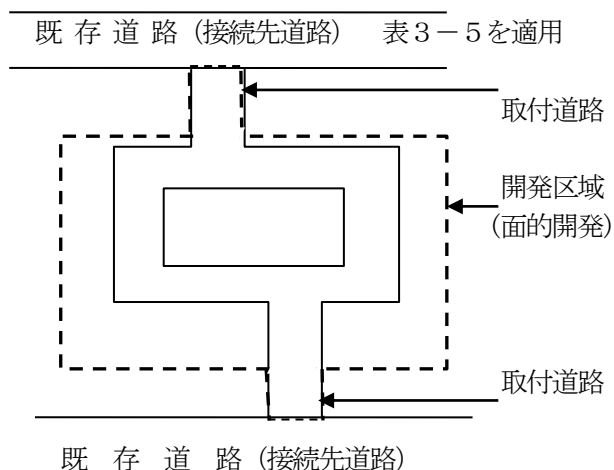 既存道路(接続先道路) 表3-5を適用
取付道路
開発区域
(面的開発)
取付道路
既存道路(接続先道路)